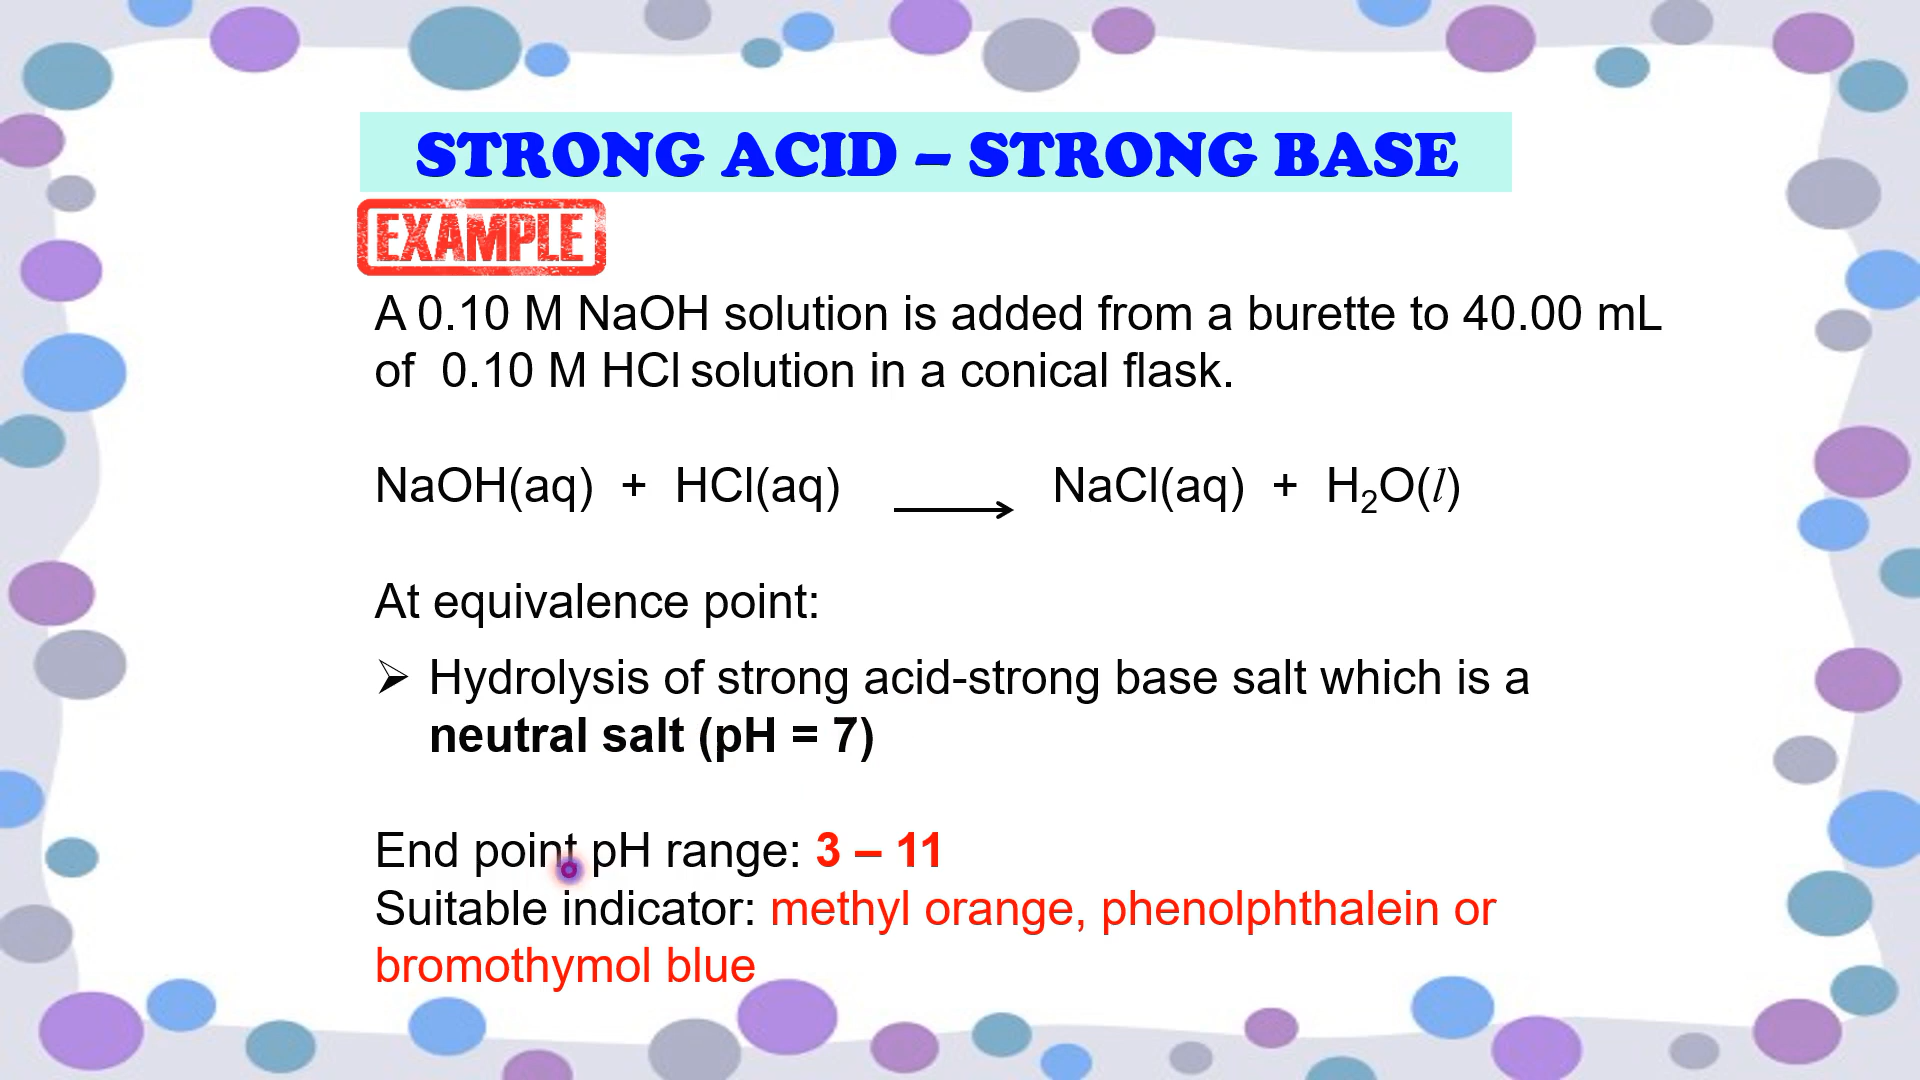 STRONG ACID – STRONG BASE
EXAMPLE
A 0.10 M NaOH solution is added from a burette to 40.00 mL
of 0.10 M HCl solution in a conical flask.
NaOH(aq) + HCl(aq) ⟶ NaCl(aq) + H₂O(l)
At equivalence point:
➢ Hydrolysis of strong acid-strong base salt which is a
neutral salt (pH = 7)
End point pH range: 3 – 11
Suitable indicator: methyl orange, phenolphthalein or
bromothymol blue